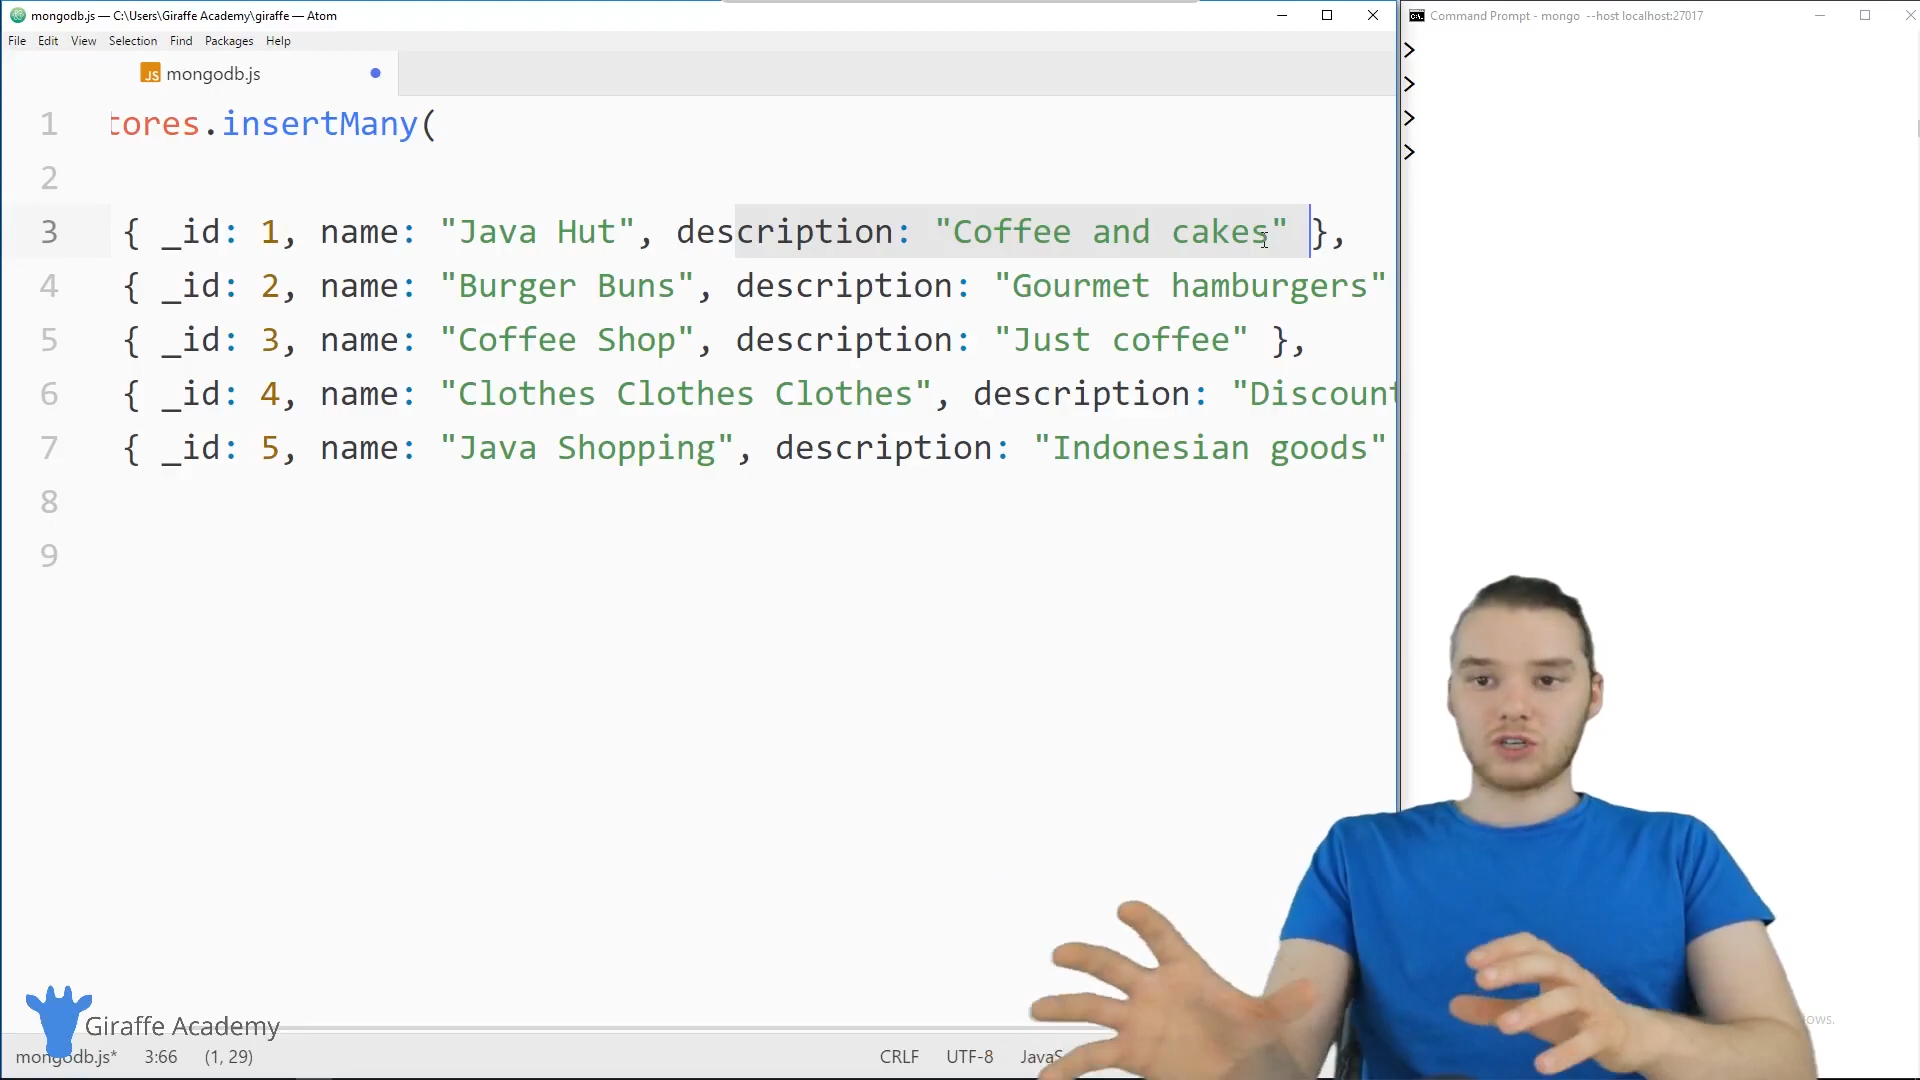 mongodb.js — C:\Users\Giraffe Academy\giraffe — Atom
File Edit View Selection Find Packages Help
JS mongodb.js
1 tores.insertMany(
2
3 { _id: 1, name: "Java Hut", description: "Coffee and cakes" },
4 { _id: 2, name: "Burger Buns", description: "Gourmet hamburgers"
5 { _id: 3, name: "Coffee Shop", description: "Just coffee" },
6 { _id: 4, name: "Clothes Clothes Clothes", description: "Discount
7 { _id: 5, name: "Java Shopping", description: "Indonesian goods"
8
9
Giraffe Academy
mongodb.js* 3:66 (1, 29) CRLF UTF-8 JavaS
C:\. Command Prompt - mongo --host localhost:27017
>
>
>
>
ows.